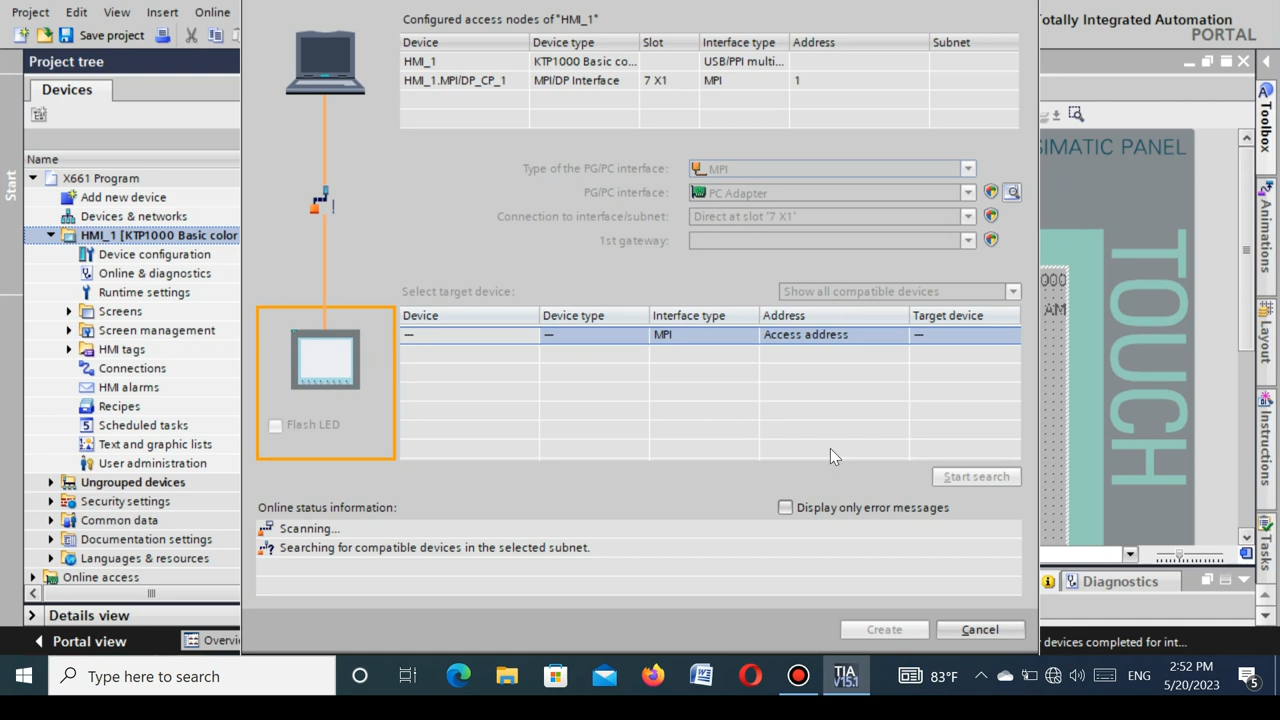 Project Edit View Insert Online
Save project
Totally Integrated Automation
PORTAL
Project tree
Devices
Start
Name
X661 Program
Add new device
Devices & networks
HMI_1 [KTP1000 Basic color
Device configuration
Online & diagnostics
Runtime settings
Screens
Screen management
HMI tags
Connections
HMI alarms
Recipes
Scheduled tasks
Text and graphic lists
User administration
Ungrouped devices
Security settings
Common data
Documentation settings
Languages & resources
Online access
Details view
Portal view
Configured access nodes of "HMI_1"
Device Device type Slot Interface type Address Subnet
HMI_1 KTP1000 Basic co... USB/PPI multi...
HMI_1.MPI/DP_CP_1 MPI/DP Interface 7 X1 MPI 1
Type of the PG/PC interface: MPI
PG/PC interface: PC Adapter
Connection to interface/subnet: Direct at slot '7 X1'
1st gateway:
Select target device: Show all compatible devices
Device Device type Interface type Address Target device
— — MPI Access address —
Flash LED
Start search
Online status information: Display only error messages
Scanning...
Searching for compatible devices in the selected subnet.
Create Cancel
SIMATIC PANEL
TOUCH
000
AM
Toolbox
Animations
Layout
Instructions
Tasks
Diagnostics
devices completed for int...
Type here to search
TIA
V15.1
83°F
ENG
2:52 PM
5/20/2023
5